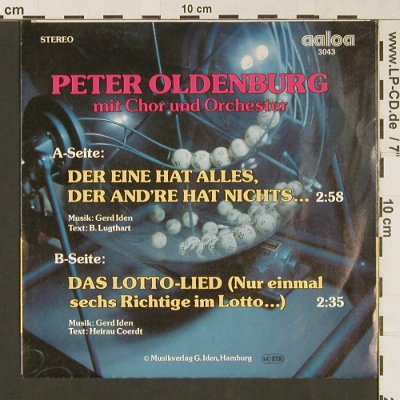 cm
10 cm
STEREO
aaloa
3043
PETER OLDENBURG
mit Chor und Orchester
A-Seite:
DER EINE HAT ALLES,
DER AND'RE HAT NICHTS... 2:58
Musik: Gerd Iden
Text: B. Lugthart
B-Seite:
DAS LOTTO-LIED (Nur einmal
sechs Richtige im Lotto...) 2:35
Musik: Gerd Iden
Text: Heirau Coerdt
© Musikverlag G. Iden, Hamburg
www.LP-CD.de / 7"
10 cm